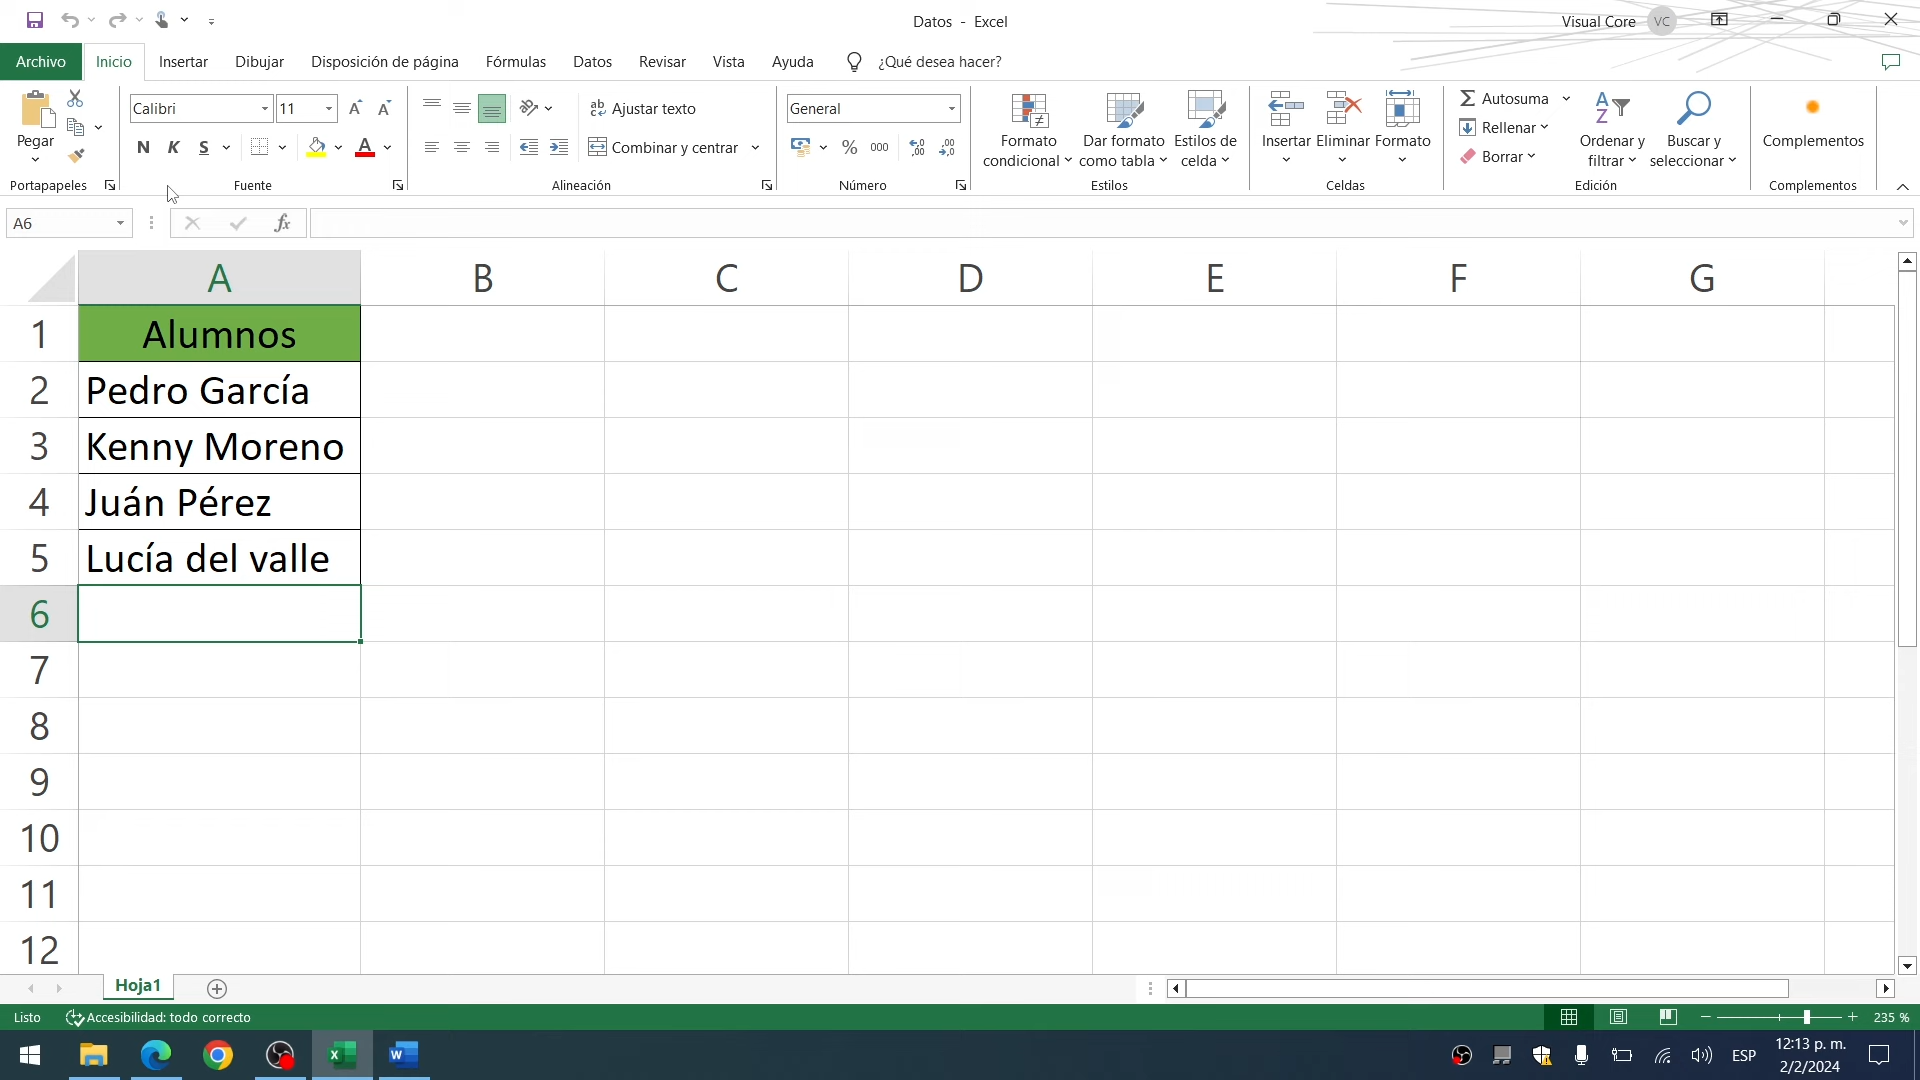 Datos - Excel
Visual Core VC
Archivo Inicio Insertar Dibujar Disposición de página Fórmulas Datos Revisar Vista Ayuda ¿Qué desea hacer?
Pegar
Portapapeles
Calibri 11
N K S
Fuente
Ajustar texto
Combinar y centrar
Alineación
General
% 000
Número
Formato condicional
Dar formato como tabla
Estilos de celda
Estilos
Insertar Eliminar Formato
Celdas
Autosuma
Rellenar
Borrar
Ordenar y filtrar
Buscar y seleccionar
Edición
Complementos
Complementos
A6 fx
A B C D E F G
1 Alumnos
2 Pedro García
3 Kenny Moreno
4 Juán Pérez
5 Lucía del valle
6
7
8
9
10
11
12
Hoja1
Listo Accesibilidad: todo correcto 235 %
ESP 12:13 p. m.
2/2/2024